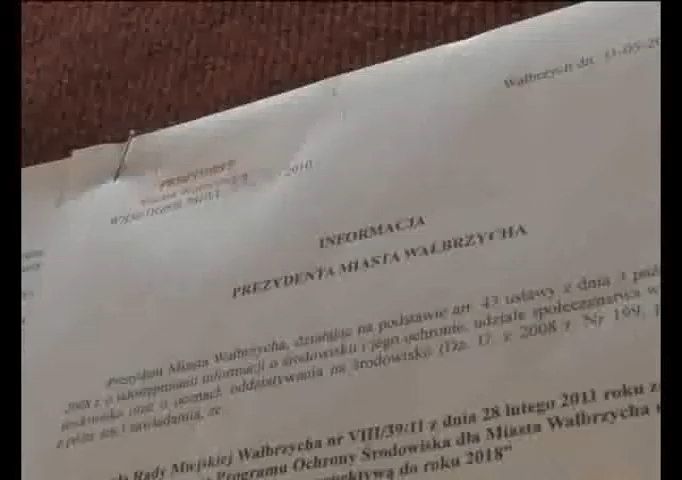 Wałbrzych dn. 11-05-20
PREZYDENT
2010
INFORMACJA
PREZYDENTA MIASTA WAŁBRZYCHA
Prezydent Miasta Wałbrzycha, działając na podstawie art. 43 ustawy z dnia 3 paź
2008 r. o udostępnianiu informacji o środowisku i jego ochronie, udziale społeczeństwa w
środowiska oraz o ocenach oddziaływania na środowisko (Dz. U. z 2008 r. Nr 199,
z późn. zm.) zawiadamia, że
Rady Miejskiej Wałbrzycha nr VIII/39/11 z dnia 28 lutego 2011 roku
Programu Ochrony Środowiska dla Miasta Wałbrzycha
do roku 2018"